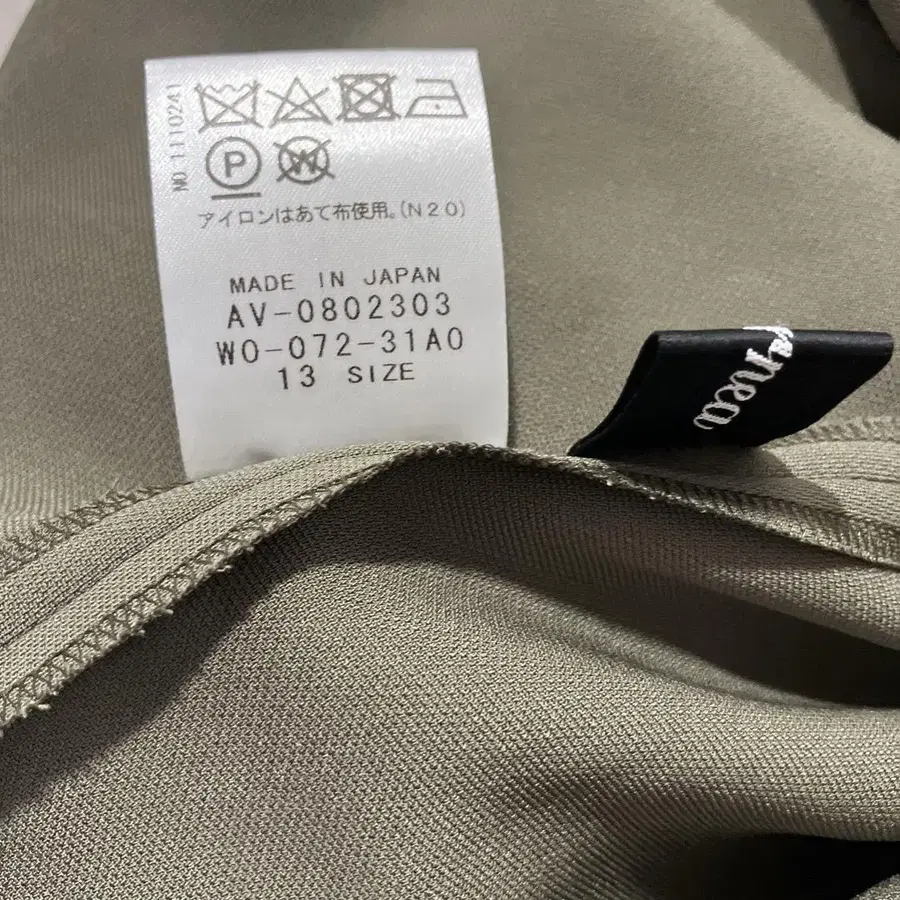 NO 1110241
P
W
アイロンはあて布使用。(N20)
MADE IN JAPAN
AV-0802303
WO-072-31A0
13 SIZE